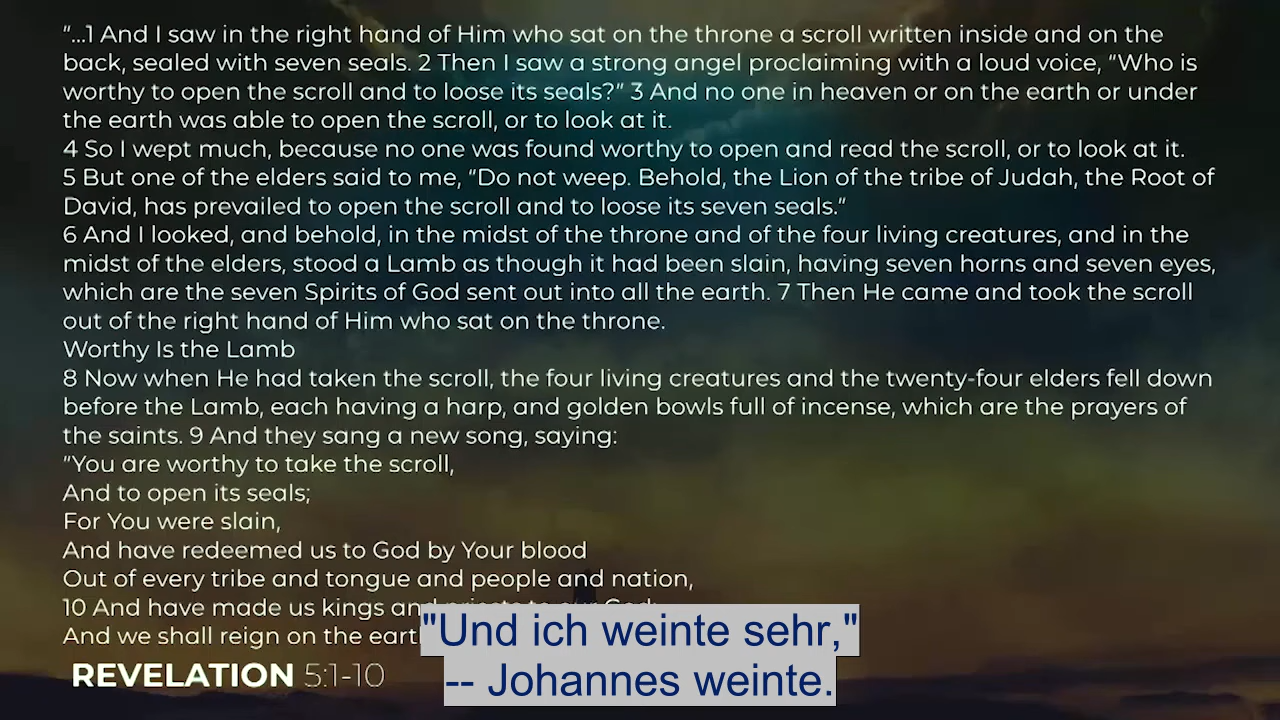 "...1 And I saw in the right hand of Him who sat on the throne a scroll written inside and on the
back, sealed with seven seals. 2 Then I saw a strong angel proclaiming with a loud voice, "Who is
worthy to open the scroll and to loose its seals?" 3 And no one in heaven or on the earth or under
the earth was able to open the scroll, or to look at it.
4 So I wept much, because no one was found worthy to open and read the scroll, or to look at it.
5 But one of the elders said to me, "Do not weep. Behold, the Lion of the tribe of Judah, the Root of
David, has prevailed to open the scroll and to loose its seven seals."
6 And I looked, and behold, in the midst of the throne and of the four living creatures, and in the
midst of the elders, stood a Lamb as though it had been slain, having seven horns and seven eyes,
which are the seven Spirits of God sent out into all the earth. 7 Then He came and took the scroll
out of the right hand of Him who sat on the throne.
Worthy Is the Lamb
8 Now when He had taken the scroll, the four living creatures and the twenty-four elders fell down
before the Lamb, each having a harp, and golden bowls full of incense, which are the prayers of
the saints. 9 And they sang a new song, saying:
"You are worthy to take the scroll,
And to open its seals;
For You were slain,
And have redeemed us to God by Your blood
Out of every tribe and tongue and people and nation,
10 And have made us kings
And we shall reign on the
REVELATION 5:1-10
"Und ich weinte sehr,"
-- Johannes weinte.